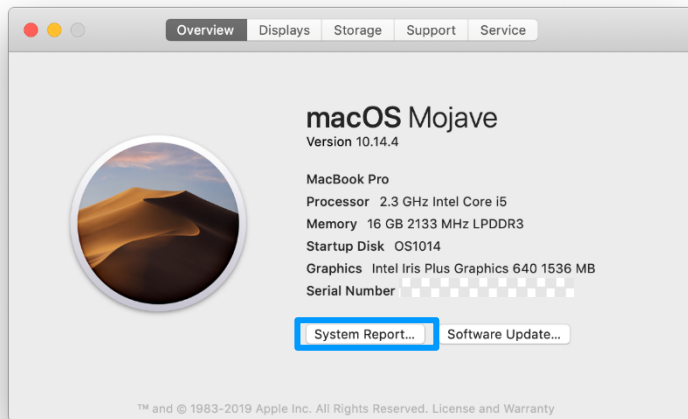 Overview Displays Storage Support Service
macOS Mojave
Version 10.14.4
MacBook Pro
Processor 2.3 GHz Intel Core i5
Memory 16 GB 2133 MHz LPDDR3
Startup Disk OS1014
Graphics Intel Iris Plus Graphics 640 1536 MB
Serial Number
System Report... Software Update...
™ and © 1983-2019 Apple Inc. All Rights Reserved. License and Warranty